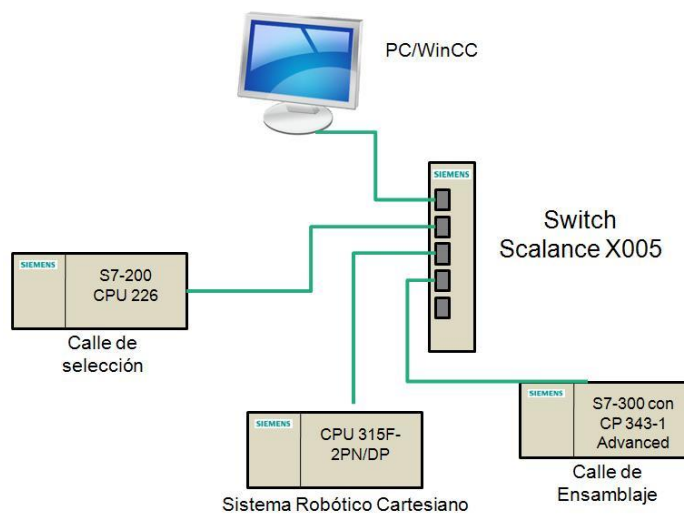 PC/WinCC
SIEMENS
Switch
Scalance X005
SIEMENS
S7-200
CPU 226
Calle de
selección
SIEMENS
CPU 315F-
2PN/DP
Sistema Robótico Cartesiano
SIEMENS
S7-300 con
CP 343-1
Advanced
Calle de
Ensamblaje